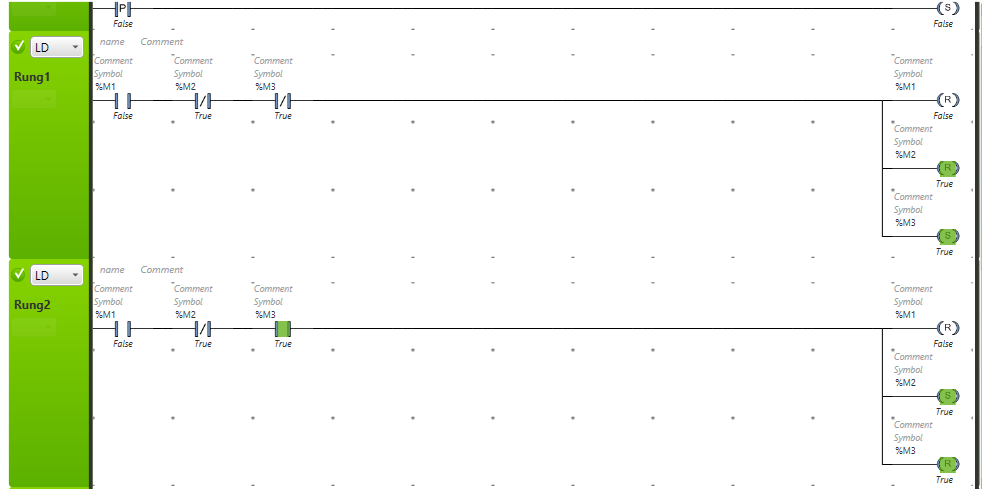 P
False
S
False
LD
name Comment
Rung1
Comment
Symbol
%M1
False
Comment
Symbol
%M2
/
True
Comment
Symbol
%M3
/
True
Comment
Symbol
%M1
R
False
Comment
Symbol
%M2
R
True
Comment
Symbol
%M3
S
True
LD
name Comment
Rung2
Comment
Symbol
%M1
False
Comment
Symbol
%M2
/
True
Comment
Symbol
%M3
True
Comment
Symbol
%M1
R
False
Comment
Symbol
%M2
S
True
Comment
Symbol
%M3
R
True